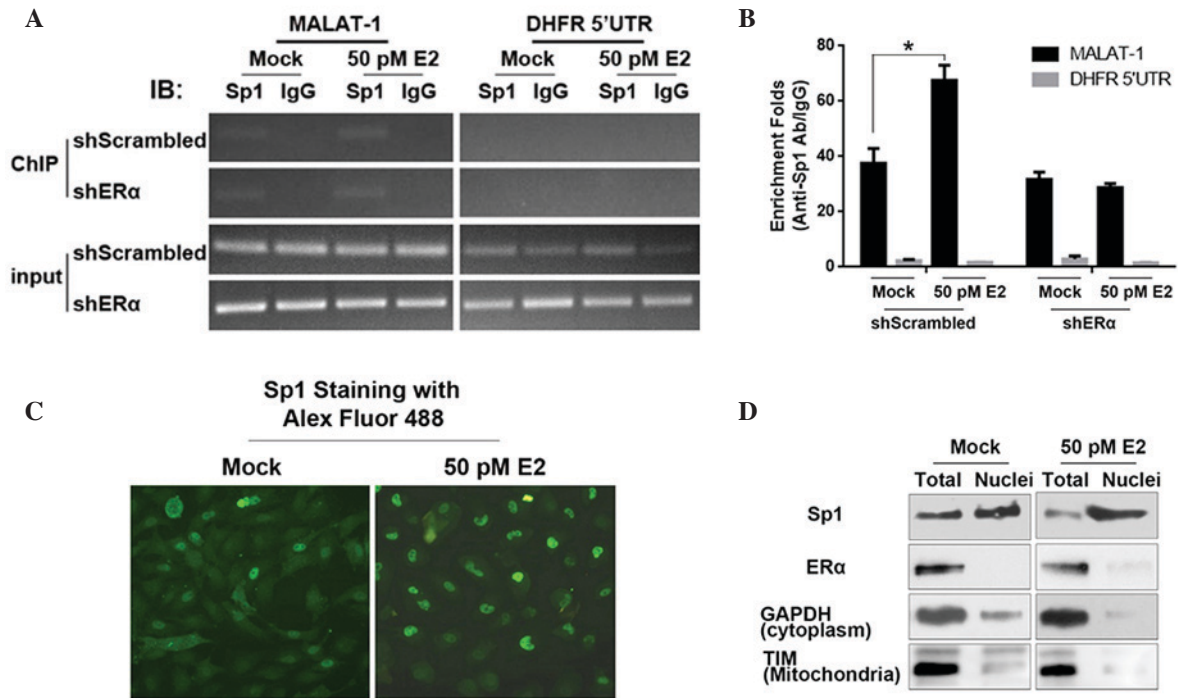 A
MALAT-1 DHFR 5'UTR
Mock 50 pM E2 Mock 50 pM E2
IB: Sp1 IgG Sp1 IgG Sp1 IgG Sp1 IgG
ChIP
shScrambled
shERα
input
shScrambled
shERα
B
Enrichment Folds
(Anti-Sp1 Ab/IgG)
80
60
40
20
0
*
MALAT-1
DHFR 5'UTR
Mock 50 pM E2 Mock 50 pM E2
shScrambled shERα
C
Sp1 Staining with
Alex Fluor 488
Mock 50 pM E2
D
Mock 50 pM E2
Total Nuclei Total Nuclei
Sp1
ERα
GAPDH
(cytoplasm)
TIM
(Mitochondria)